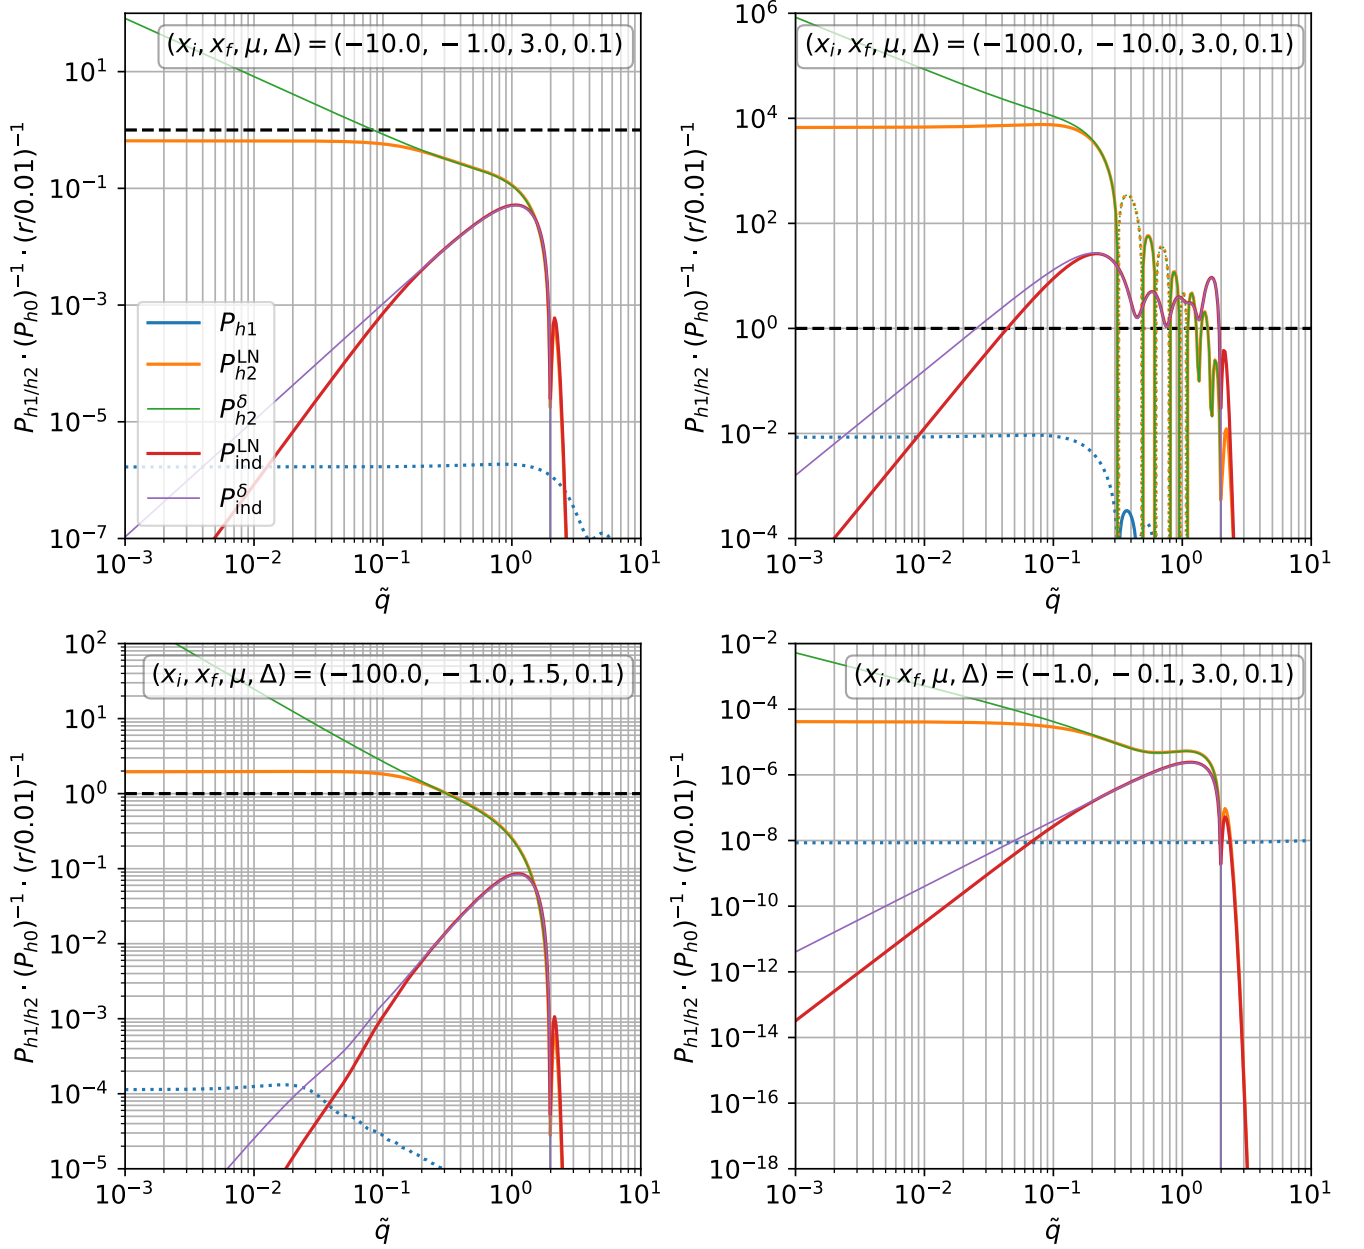 (x_i, x_f, μ, Δ) = (−10.0, −1.0, 3.0, 0.1)
10^1
10^−1
10^−3
10^−5
10^−7
P_h1/h2 · (P_h0)^−1 · (r/0.01)^−1
P_h1
P_h2^LN
P_h2^δ
P_ind^LN
P_ind^δ
10^−3 10^−2 10^−1 10^0 10^1
q̃
(x_i, x_f, μ, Δ) = (−100.0, −10.0, 3.0, 0.1)
10^6
10^4
10^2
10^0
10^−2
10^−4
P_h1/h2 · (P_h0)^−1 · (r/0.01)^−1
10^−3 10^−2 10^−1 10^0 10^1
q̃
(x_i, x_f, μ, Δ) = (−100.0, −1.0, 1.5, 0.1)
10^2
10^1
10^0
10^−1
10^−2
10^−3
10^−4
10^−5
P_h1/h2 · (P_h0)^−1 · (r/0.01)^−1
10^−3 10^−2 10^−1 10^0 10^1
q̃
(x_i, x_f, μ, Δ) = (−1.0, −0.1, 3.0, 0.1)
10^−2
10^−4
10^−6
10^−8
10^−10
10^−12
10^−14
10^−16
10^−18
P_h1/h2 · (P_h0)^−1 · (r/0.01)^−1
10^−3 10^−2 10^−1 10^0 10^1
q̃